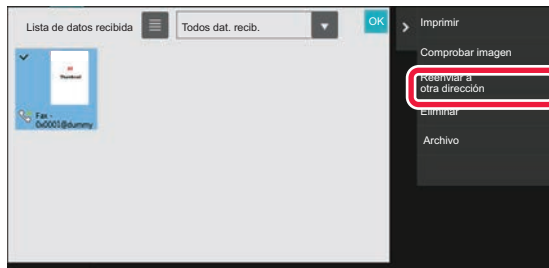 Lista de datos recibida
Todos dat. recib.
OK
Thumbnail
Fax -
0x0001@dummy
Imprimir
Comprobar imagen
Reenviar a
otra dirección
Eliminar
Archivo